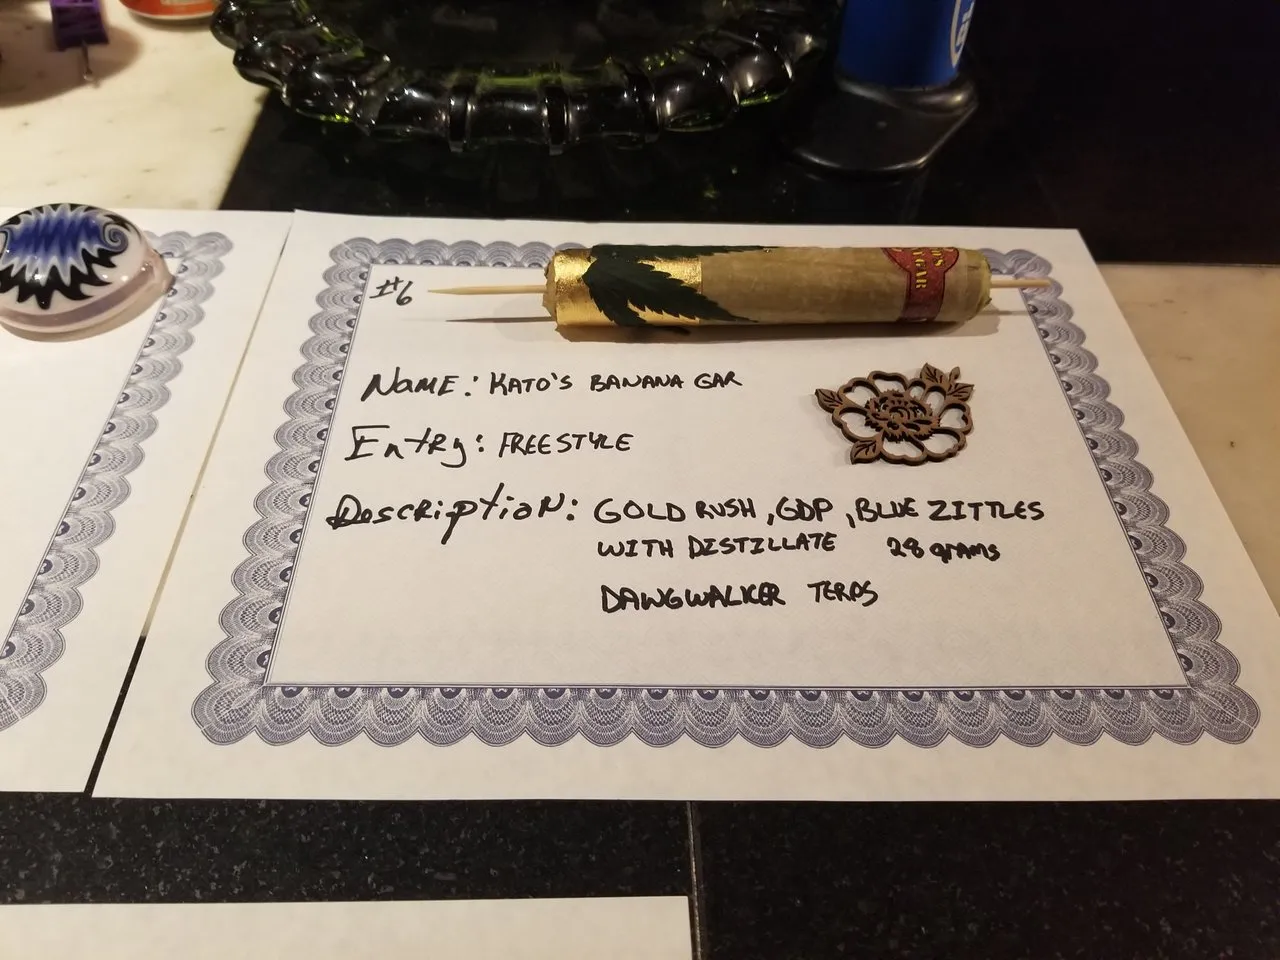 #6
NAME: KATO'S BANANA GAR
ENTRY: FREESTYLE
DESCRIPTION: GOLD RUSH, GDP, BLUE ZITTLES
WITH DISTILLATE 28 grams
DAWGWALKER TERPS